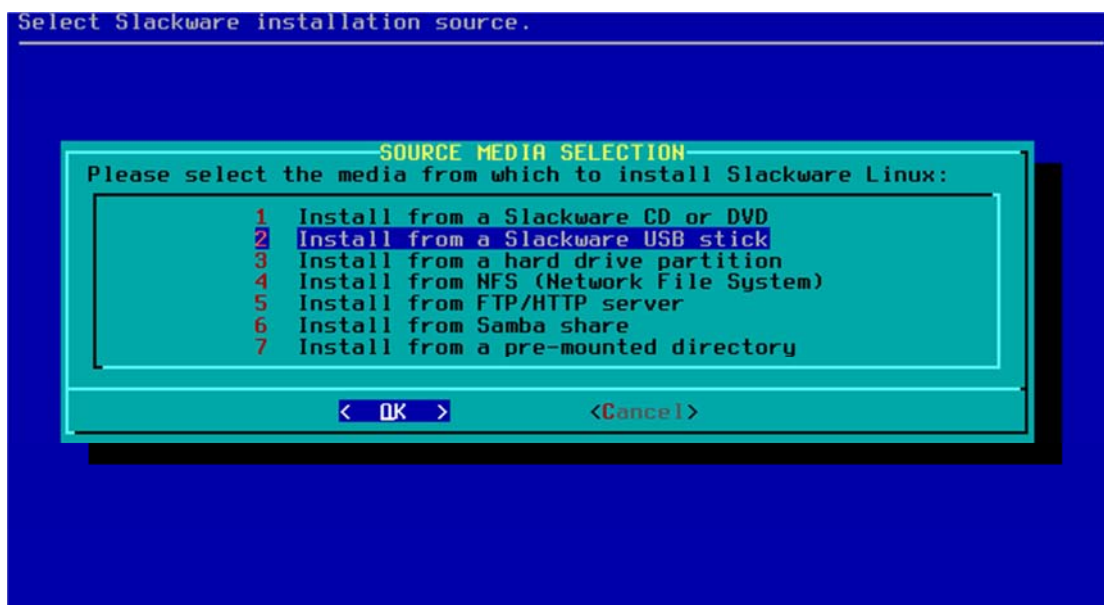 Select Slackware installation source.
SOURCE MEDIA SELECTION
Please select the media from which to install Slackware Linux:
1 Install from a Slackware CD or DVD
2 Install from a Slackware USB stick
3 Install from a hard drive partition
4 Install from NFS (Network File System)
5 Install from FTP/HTTP server
6 Install from Samba share
7 Install from a pre-mounted directory
< OK > <Cancel>